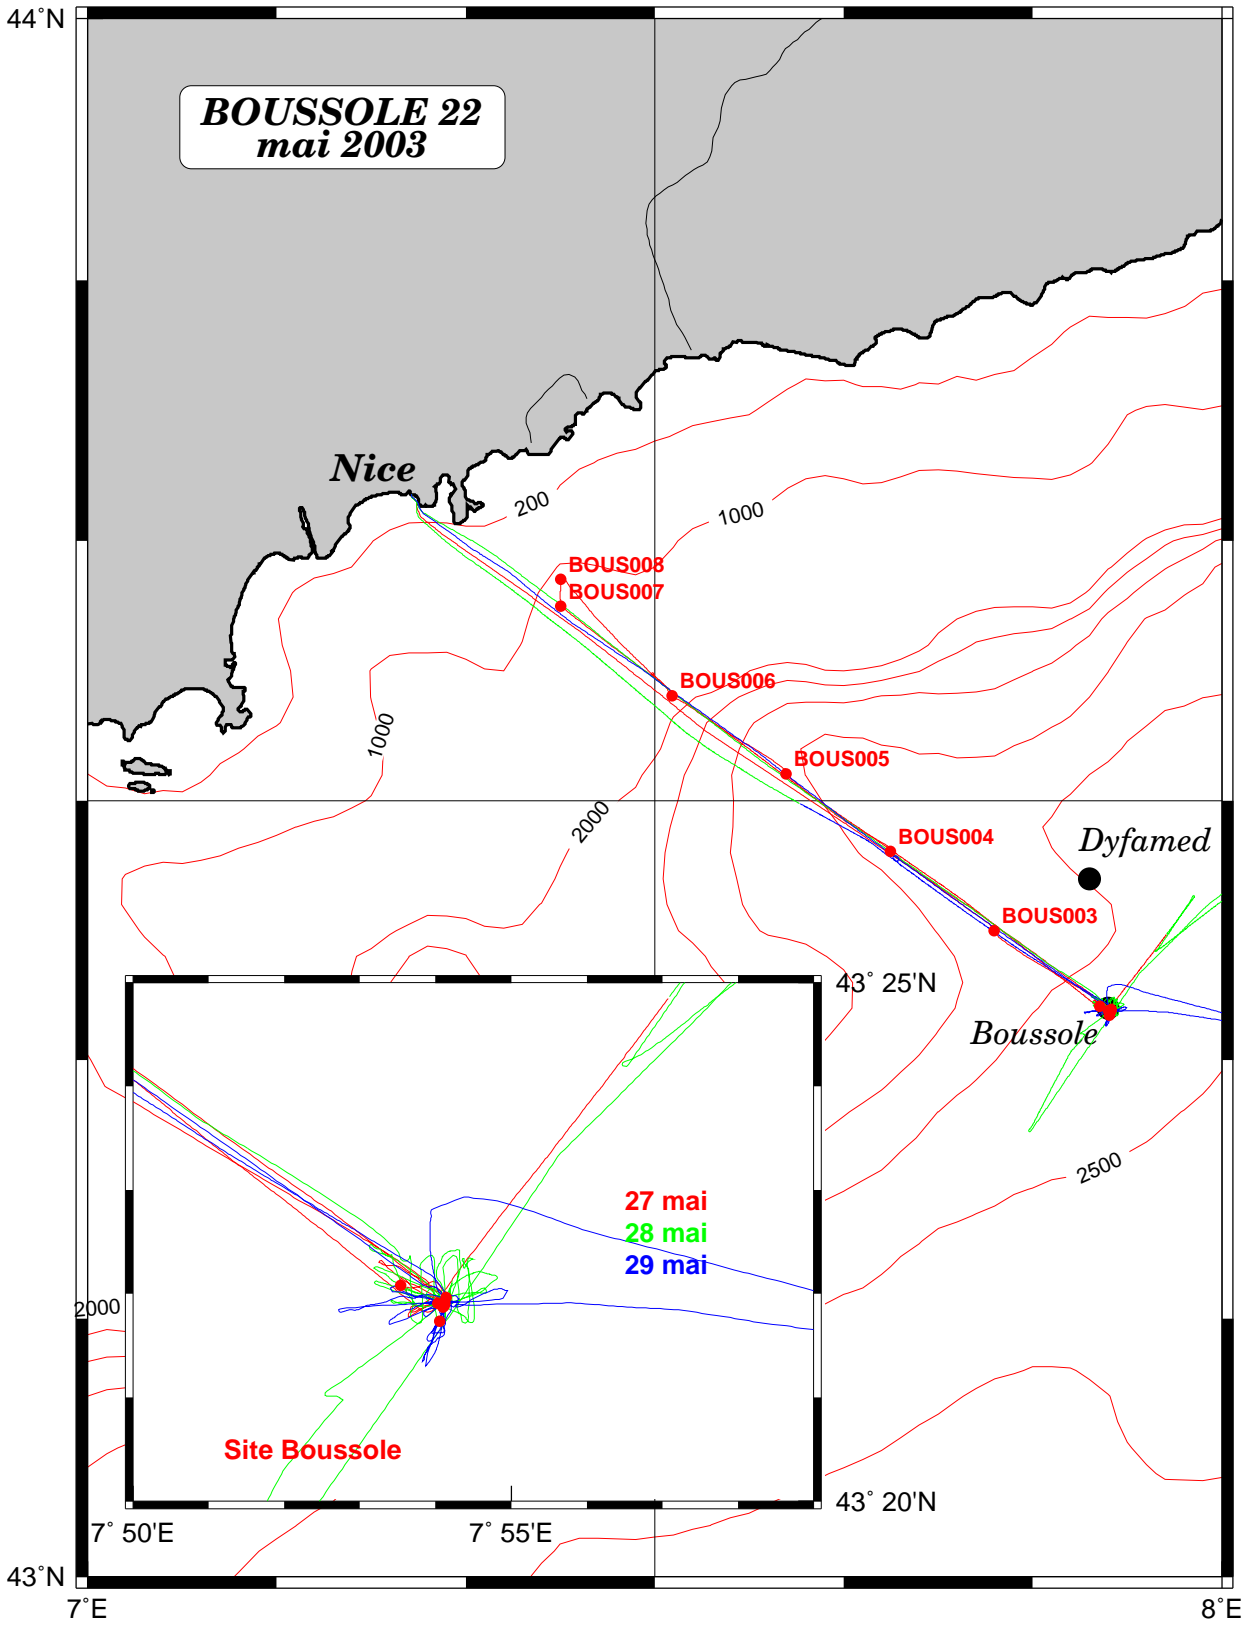 44°N
BOUSSOLE 22
mai 2003
Nice
200
1000
BOUS008
BOUS007
BOUS006
1000
BOUS005
2000
BOUS004
Dyfamed
BOUS003
43° 25'N
Boussole
2500
27 mai
28 mai
29 mai
2000
Site Boussole
43° 20'N
7° 50'E
7° 55'E
43°N
7°E
8°E